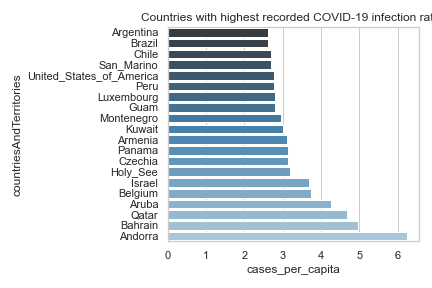 Countries with highest recorded COVID-19 infection rat
countriesAndTerritories
Argentina
Brazil
Chile
San_Marino
United_States_of_America
Peru
Luxembourg
Guam
Montenegro
Kuwait
Armenia
Panama
Czechia
Holy_See
Israel
Belgium
Aruba
Qatar
Bahrain
Andorra
0 1 2 3 4 5 6
cases_per_capita